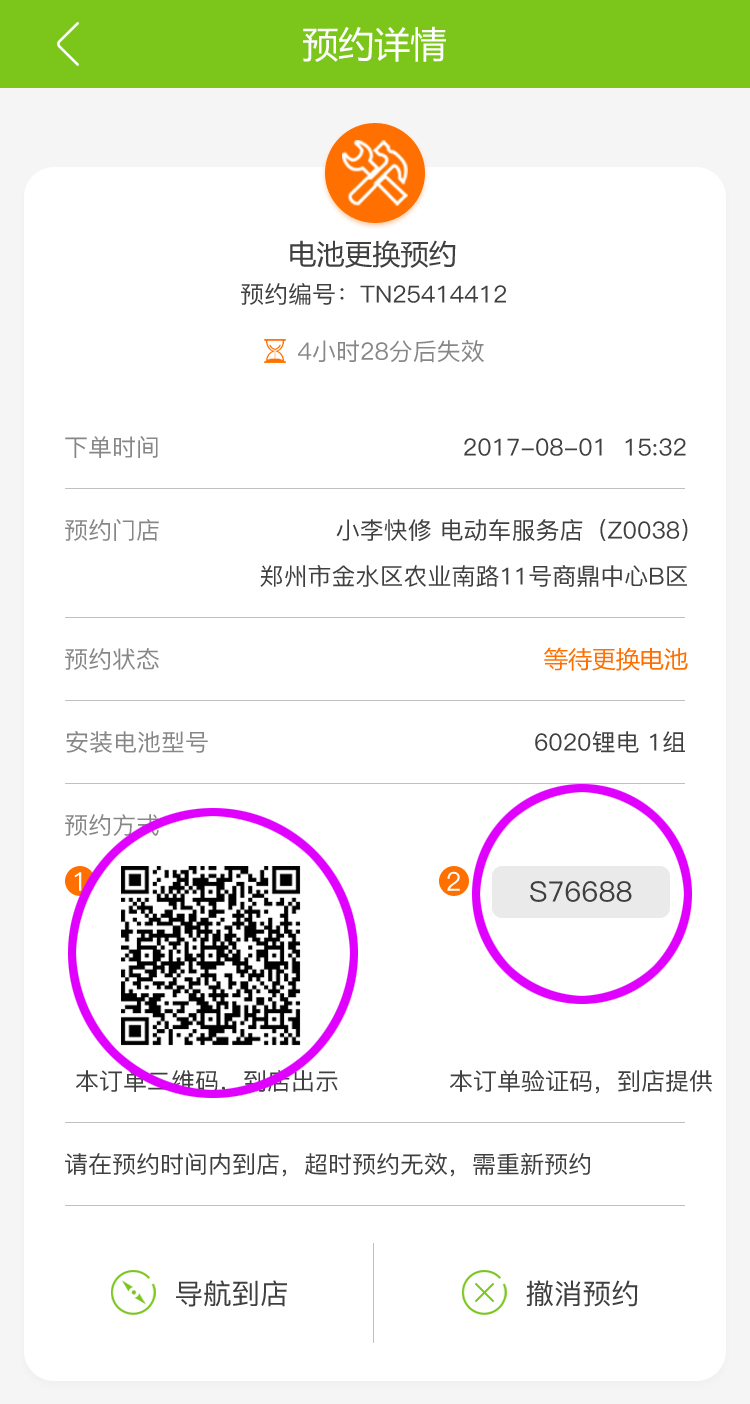 预约详情
电池更换预约
预约编号：TN25414412
4小时28分后失效
下单时间 2017-08-01 15:32
预约门店 小李快修 电动车服务店（Z0038）
郑州市金水区农业南路11号商鼎中心B区
预约状态 等待更换电池
安装电池型号 6020锂电 1组
预约方式
1
2 S76688
本订单二维码，到店出示 本订单验证码，到店提供
请在预约时间内到店，超时预约无效，需重新预约
导航到店 撤消预约